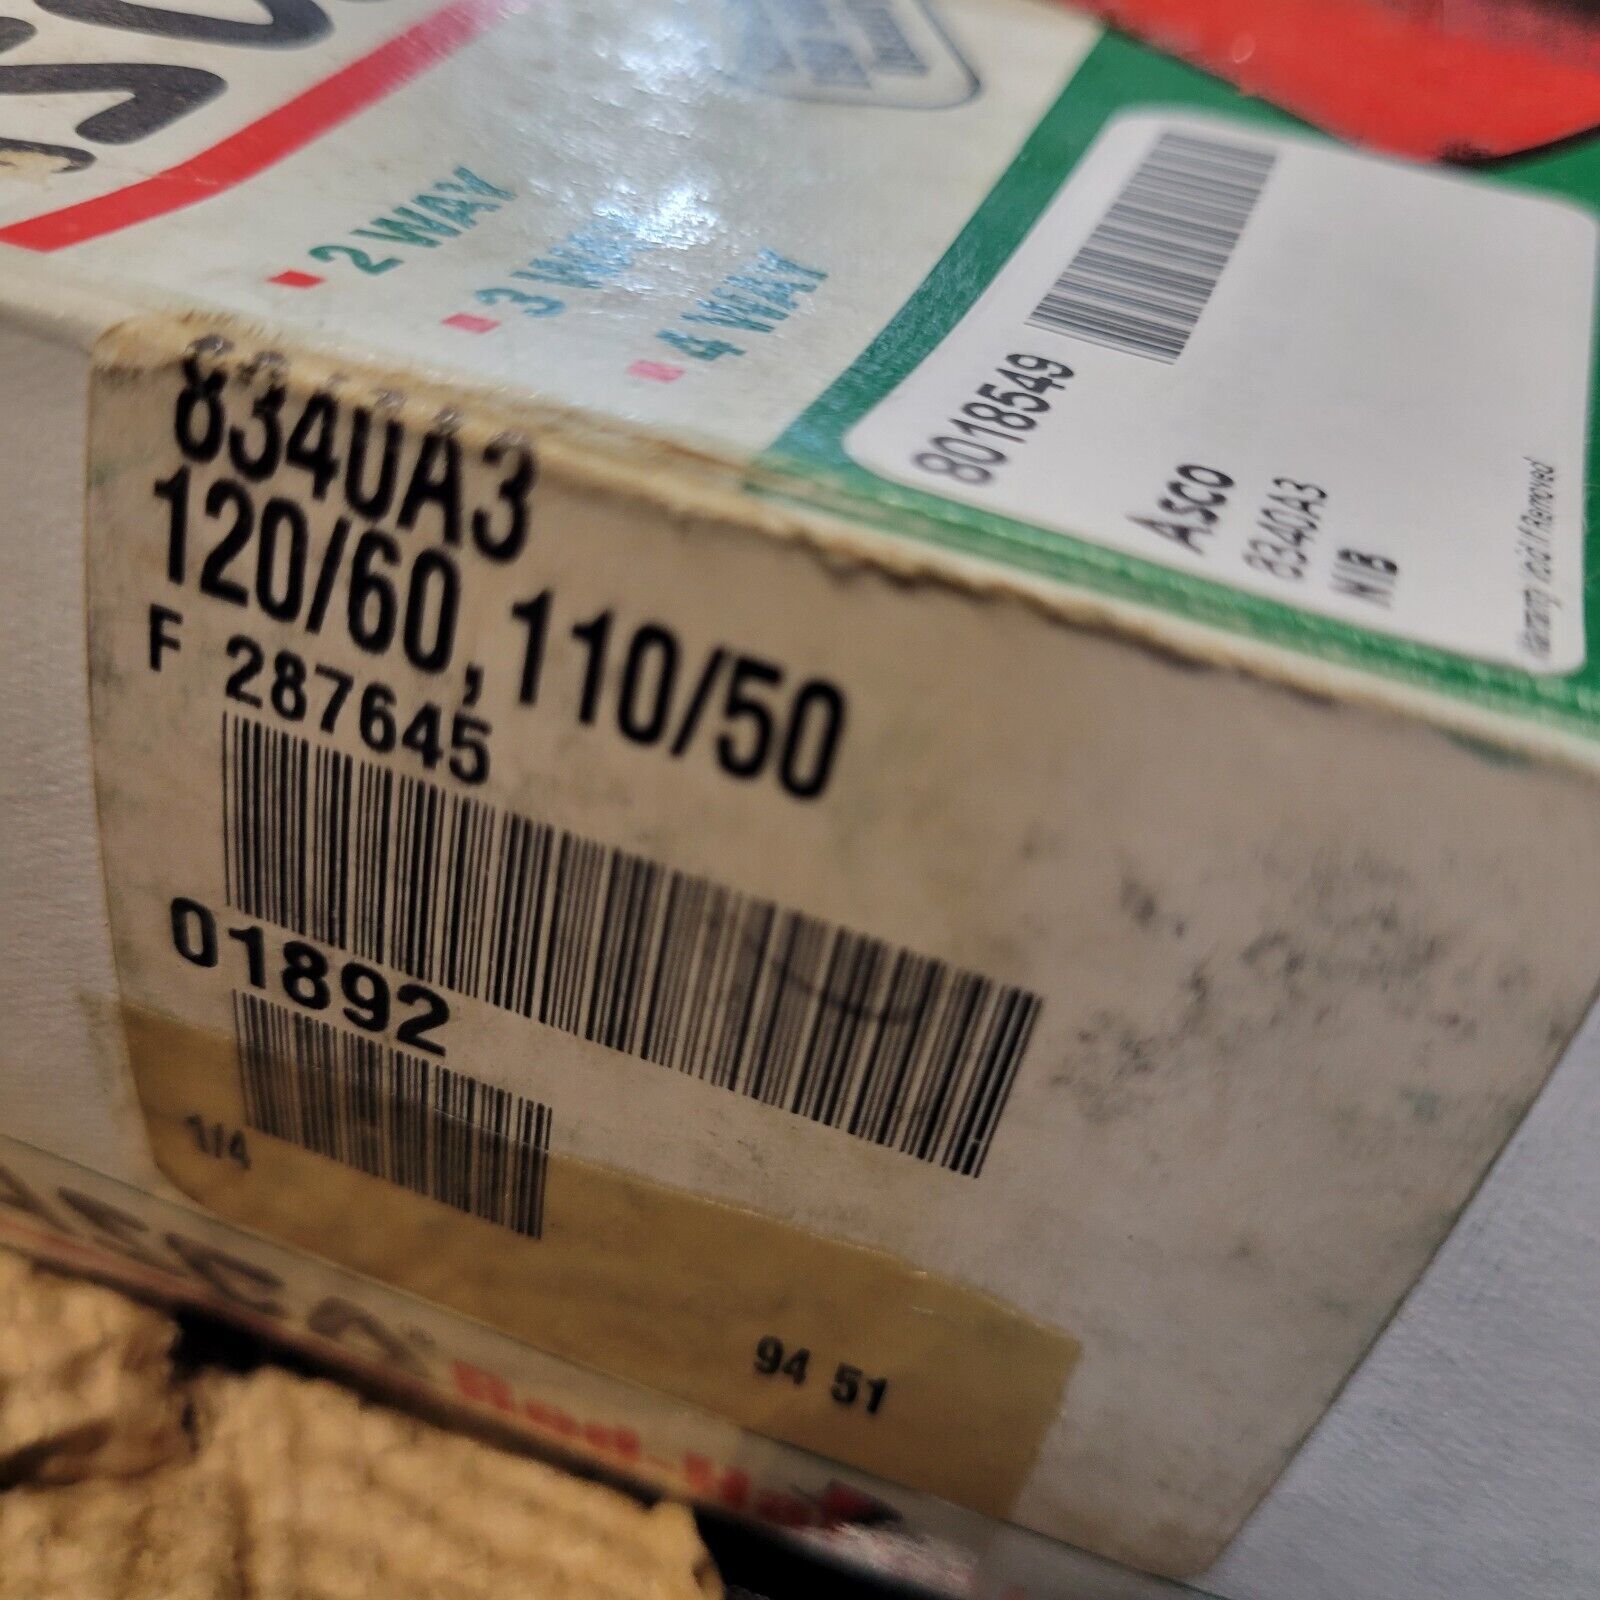 2 WAY
3 WAY
4 WAY
8018549
Asco
8340A3
NIB
Warranty Void if Removed
8340A3
120/60, 110/50
F 287645
01892
1/4
94 51
ASCO
Red-Hat